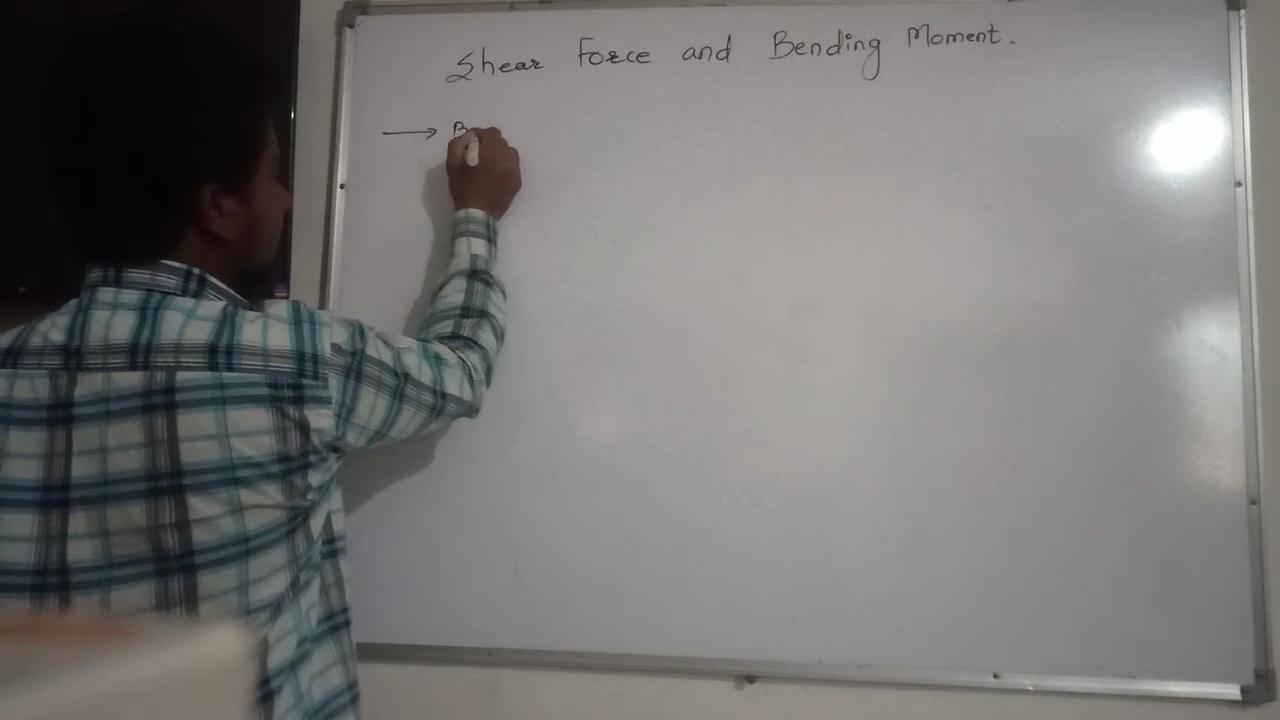 Shear Force and Bending Moment.
→ B